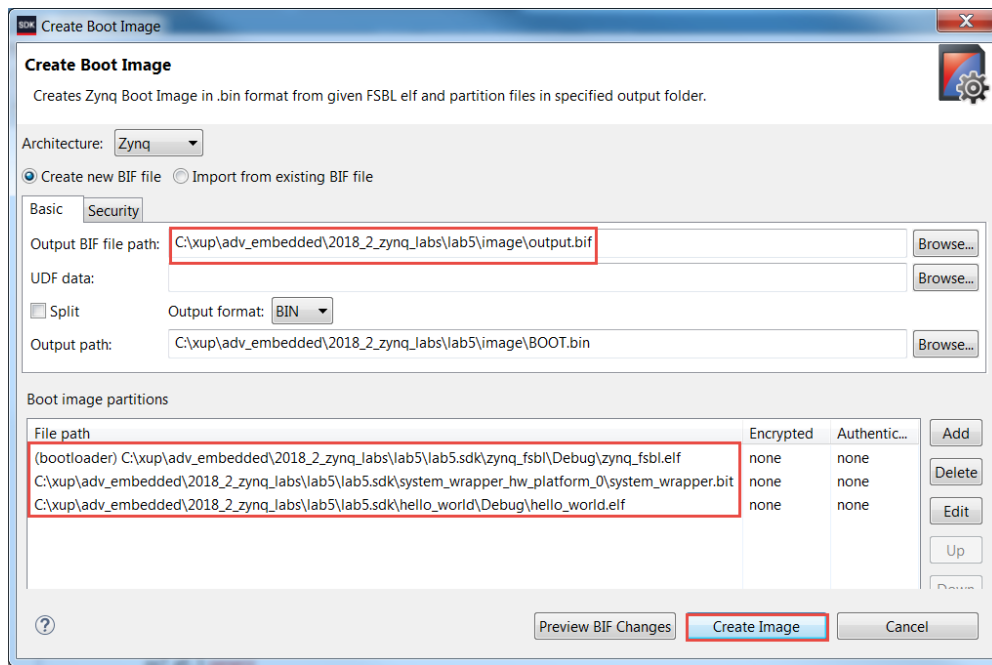 SDK Create Boot Image X
Create Boot Image
Creates Zynq Boot Image in .bin format from given FSBL elf and partition files in specified output folder.
Architecture: Zynq
Create new BIF file Import from existing BIF file
Basic Security
Output BIF file path: C:\xup\adv_embedded\2018_2_zynq_labs\lab5\image\output.bif Browse...
UDF data: Browse...
Split Output format: BIN
Output path: C:\xup\adv_embedded\2018_2_zynq_labs\lab5\image\BOOT.bin Browse...
Boot image partitions
File path Encrypted Authentic... Add
(bootloader) C:\xup\adv_embedded\2018_2_zynq_labs\lab5\lab5.sdk\zynq_fsbl\Debug\zynq_fsbl.elf none none
C:\xup\adv_embedded\2018_2_zynq_labs\lab5\lab5.sdk\system_wrapper_hw_platform_0\system_wrapper.bit none none Delete
C:\xup\adv_embedded\2018_2_zynq_labs\lab5\lab5.sdk\hello_world\Debug\hello_world.elf none none Edit
Up
Down
? Preview BIF Changes Create Image Cancel